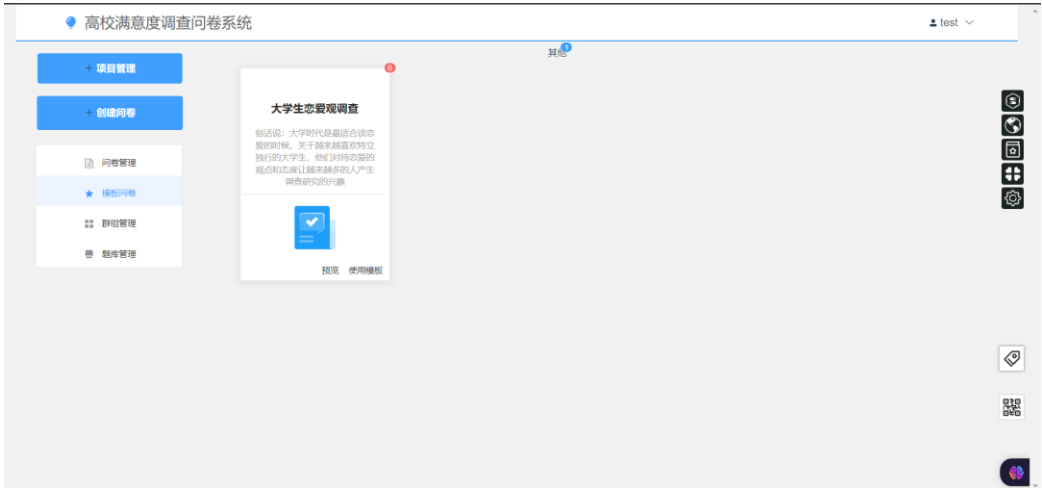 高校满意度调查问卷系统
test
其他
1
+ 项目管理
+ 创建问卷
问卷管理
模板问卷
群组管理
题库管理
0
大学生恋爱观调查
俗话说：大学时代是最适合谈恋
爱的时候，关于越来越喜欢特立
独行的大学生，他们对待恋爱的
观点和态度让越来越多的人产生
调查研究的兴趣
预览 使用模板